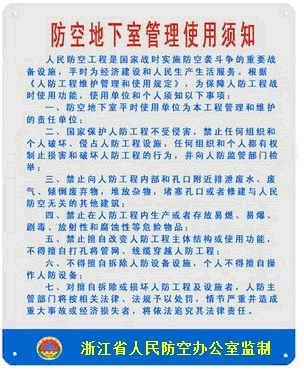 防空地下室管理使用须知
人民防空工程是国家战时实施防空袭斗争的重要战
备设施，平时为经济建设和人民生产生活服务。根据
《人防工程维护管理和使用规定》，为保障人防工程战
时使用功能，使用单位和个人须知以下事项：
一、防空地下室平时使用单位为本工程管理和维护
的责任单位；
二、国家保护人防工程不受侵害，禁止任何组织和
个人破坏、侵占人防工程设施，任何组织和个人都有权
制止损害和破坏人防工程的行为，并向人防监管部门检
举；
三、禁止向人防工程内部和孔口附近排泄废水、废
气、倾倒废弃物，堆放杂物，堵塞孔口或者修建与人民
防空无关的其他建筑；
四、禁止在人防工程内生产或者存放易燃、易爆、
剧毒、放射性和腐蚀性等危险物品；
五、禁止擅自改变人防工程主体结构或使用功能，
不得擅自打孔将管网、线缆穿越人防工程；
六、不得擅自拆除人防设备设施，个人不得擅自操
作人防设备；
七、对擅自拆除或损坏人防工程及设施者，人防主
管部门将按相关法律、法规予以处罚，情节严重并造成
重大事故或经济损失者，将依法追究其法律责任。
浙江省人民防空办公室监制